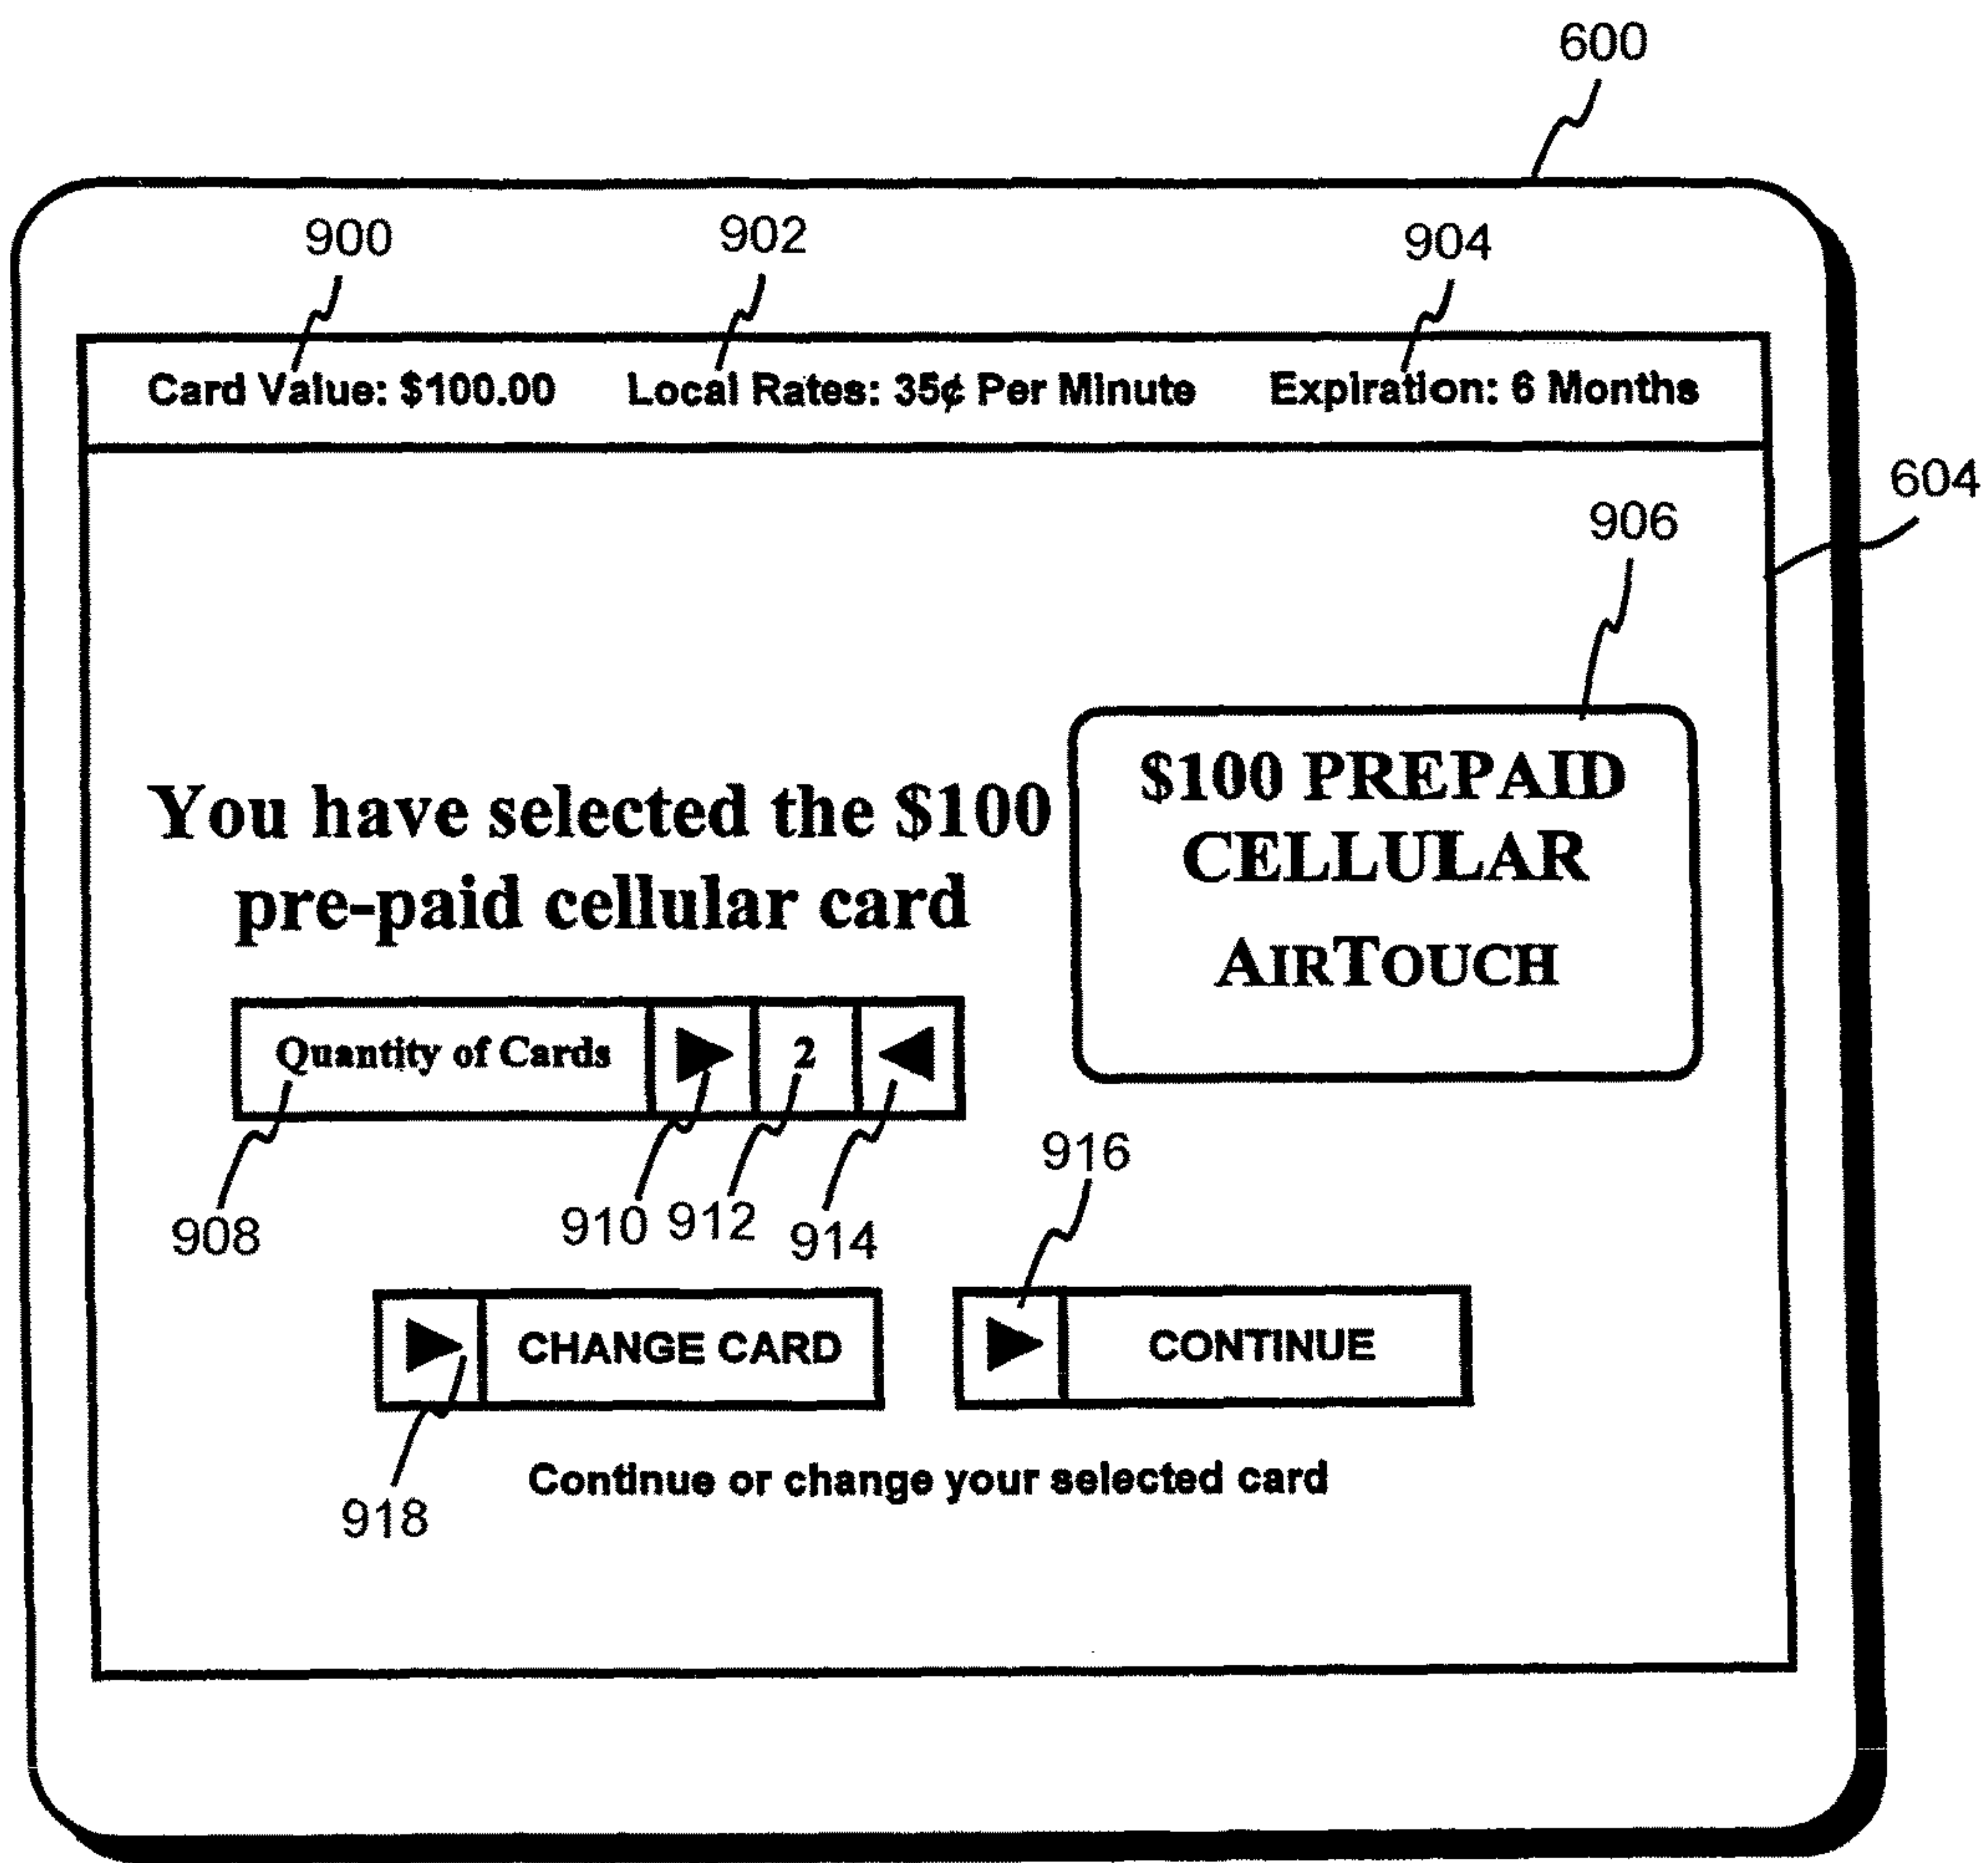 600
900
902
904
Card Value: $100.00 Local Rates: 35¢ Per Minute Expiration: 6 Months
604
906
$100 PREPAID
CELLULAR
AIRTOUCH
You have selected the $100
pre-paid cellular card
Quantity of Cards 2
908
910
912
914
916
CHANGE CARD
CONTINUE
918
Continue or change your selected card